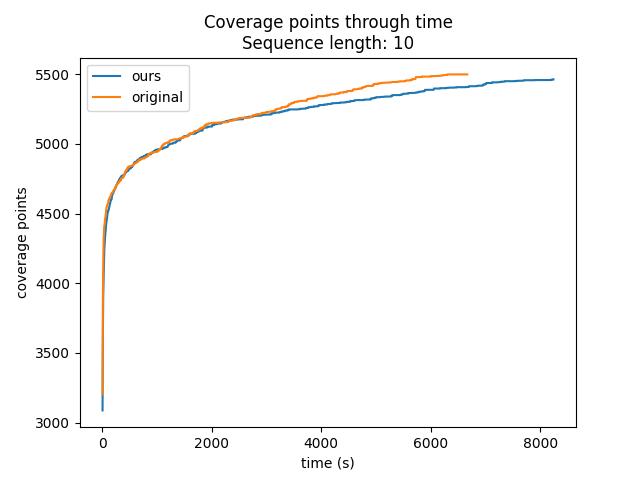 Coverage points through time
Sequence length: 10
ours
original
5500
5000
4500
4000
3500
3000
coverage points
0
2000
4000
6000
8000
time (s)